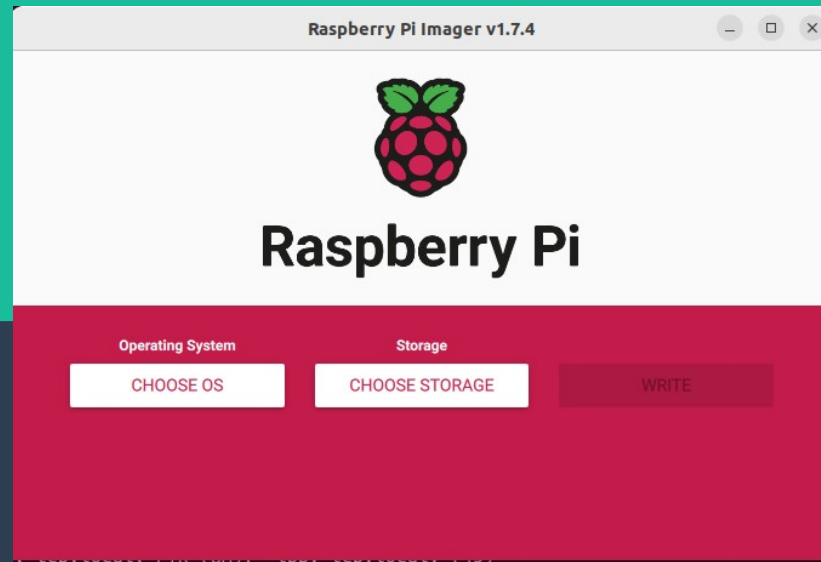 Raspberry Pi Imager v1.7.4
Raspberry Pi
Operating System
Storage
CHOOSE OS
CHOOSE STORAGE
WRITE